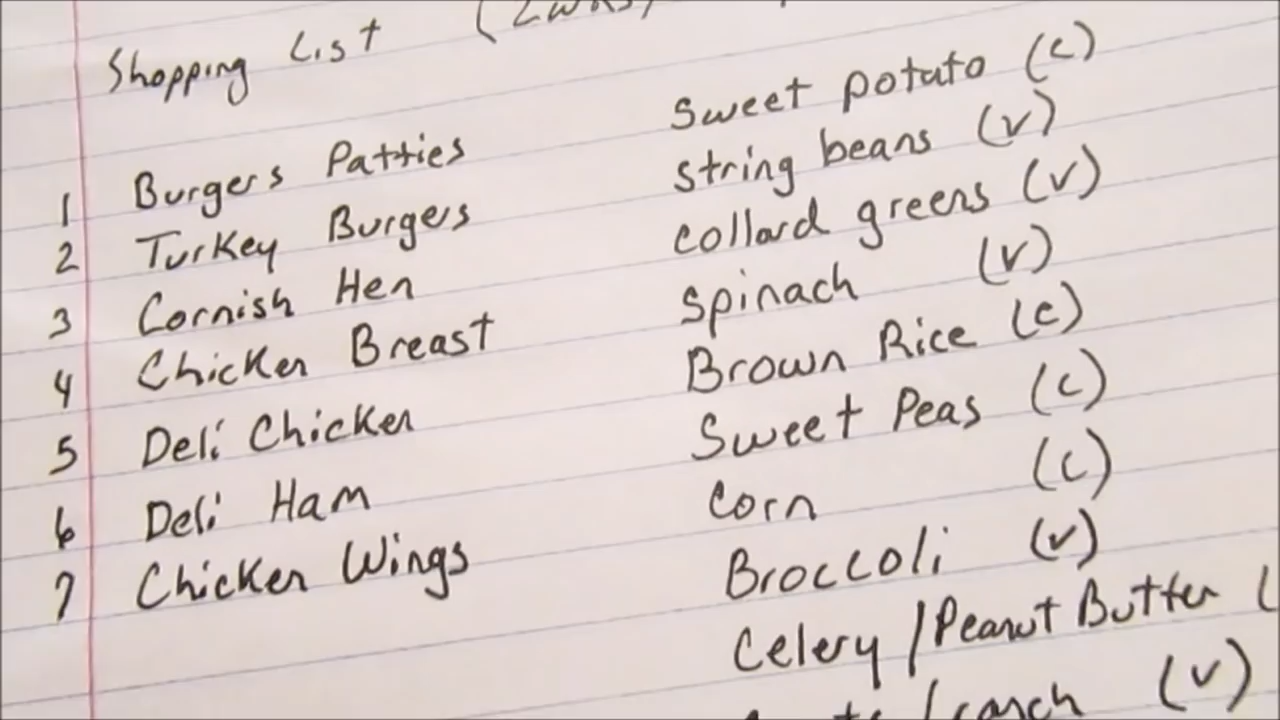 Shopping List (2wks)
1 Burgers Patties
2 Turkey Burgers
3 Cornish Hen
4 Chicken Breast
5 Deli Chicken
6 Deli Ham
7 Chicken Wings
Sweet potato (c)
string beans (v)
collard greens (v)
spinach (v)
Brown Rice (c)
Sweet Peas (c)
Corn (c)
Broccoli (v)
Celery / Peanut Butter (
/ ranch (v)